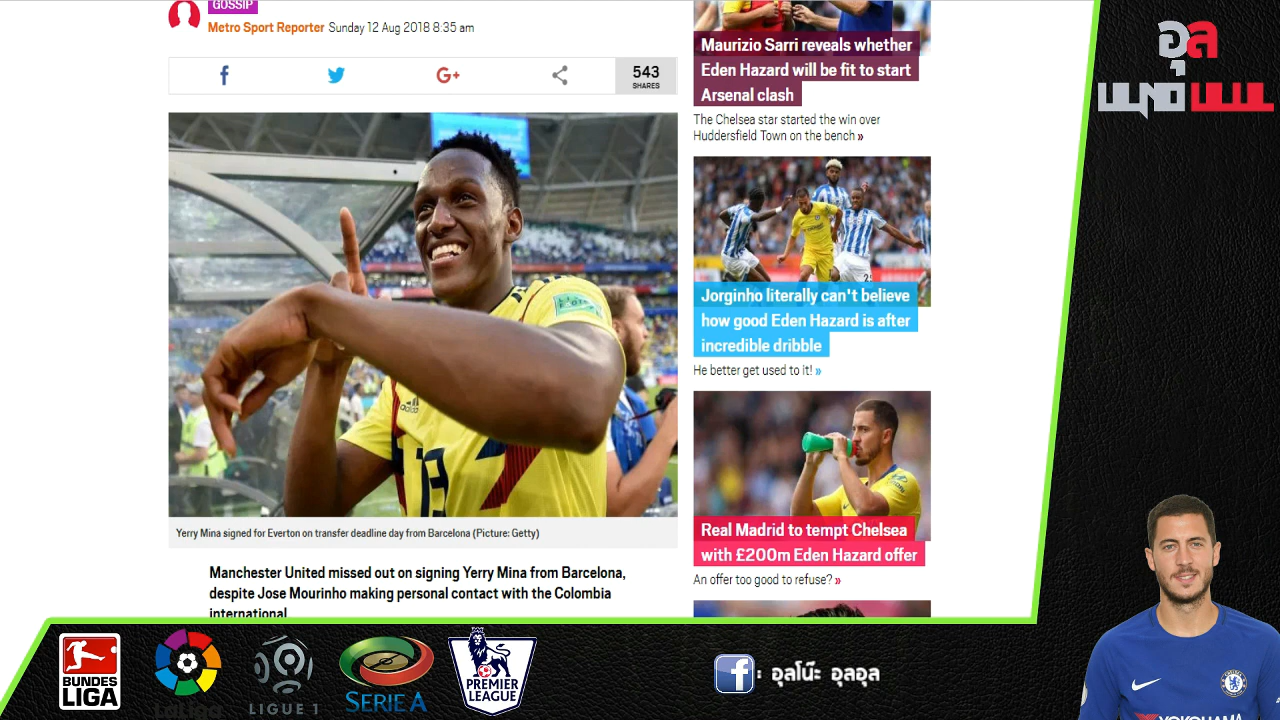 GOSSIP
Metro Sport Reporter Sunday 12 Aug 2018 8:35 am
543
SHARES
Yerry Mina signed for Everton on transfer deadline day from Barcelona (Picture: Getty)
Manchester United missed out on signing Yerry Mina from Barcelona,
despite Jose Mourinho making personal contact with the Colombia
international
Maurizio Sarri reveals whether
Eden Hazard will be fit to start
Arsenal clash
The Chelsea star started the win over
Huddersfield Town on the bench »
Jorginho literally can't believe
how good Eden Hazard is after
incredible dribble
He better get used to it! »
Real Madrid to tempt Chelsea
with £200m Eden Hazard offer
An offer too good to refuse? »
adidas
13
BUNDES
LIGA
LaLiga
LIGUE 1
SERIE A
PREMIER
LEAGUE
f : อุลโน๊ะ อุลอุล
YOKOHAMA